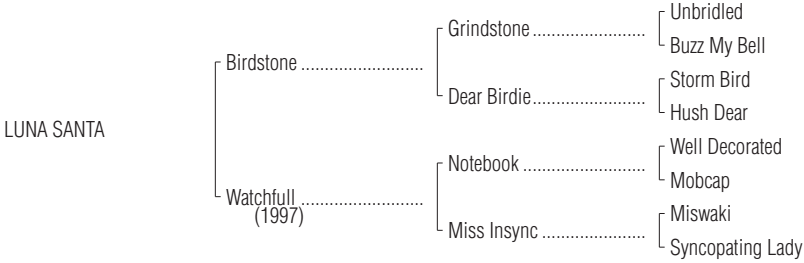 Unbridled
Grindstone ........................
Buzz My Bell
Birdstone ..........................
Storm Bird
Dear Birdie........................
Hush Dear
LUNA SANTA
Well Decorated
Notebook ..........................
Mobcap
Watchfull ..........................
(1997)
Miswaki
Miss Insync ......................
Syncopating Lady